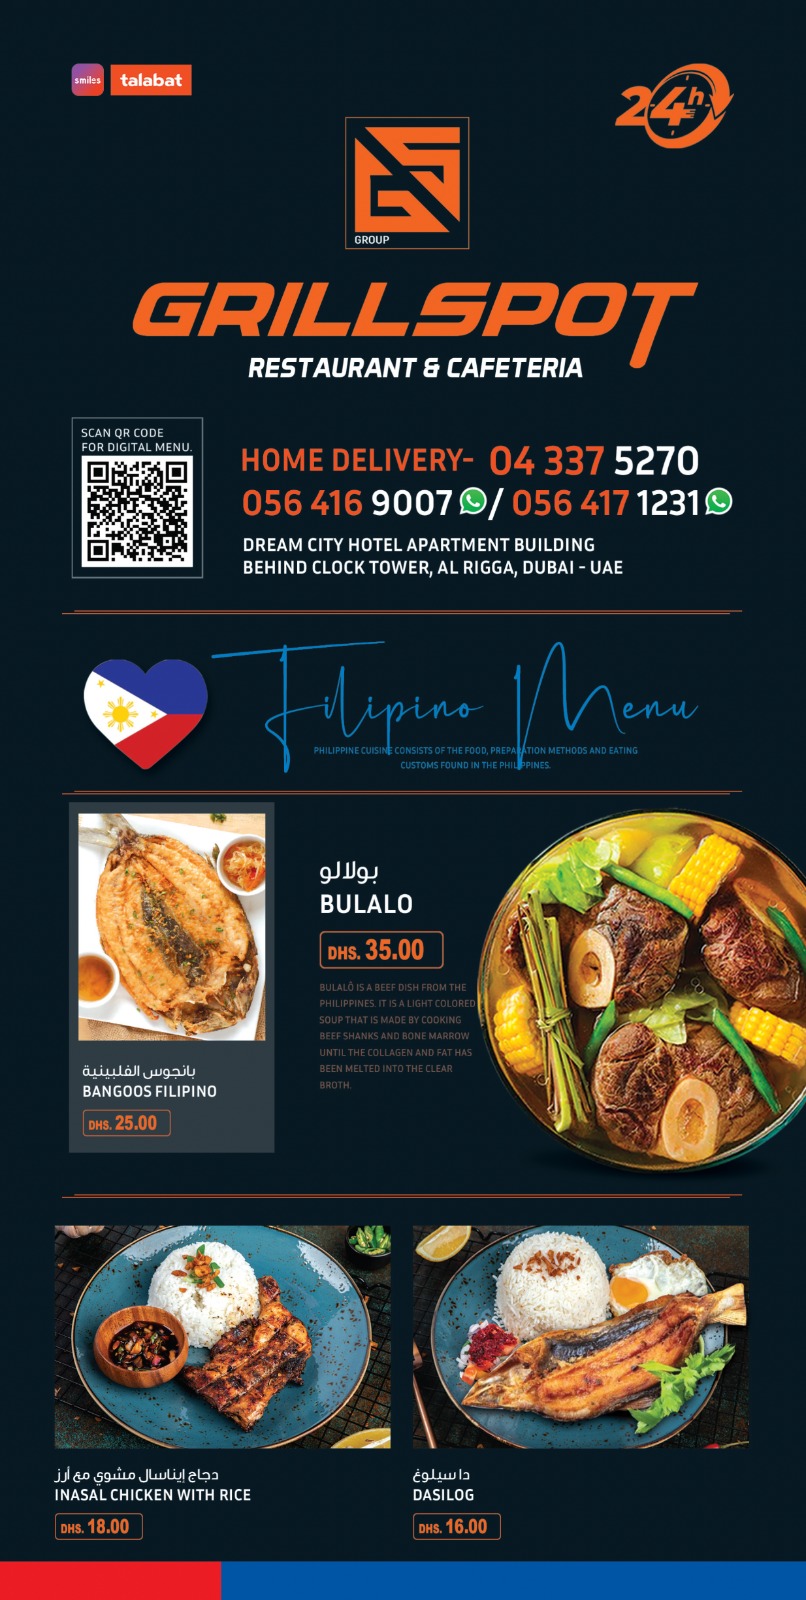 smiles
talabat
24h
GS
GROUP
GRILLSPOT
RESTAURANT & CAFETERIA
SCAN QR CODE
FOR DIGITAL MENU.
HOME DELIVERY- 04 337 5270
056 416 9007 / 056 417 1231
DREAM CITY HOTEL APARTMENT BUILDING
BEHIND CLOCK TOWER, AL RIGGA, DUBAI - UAE
Filipino Menu
PHILIPPINE CUISINE CONSISTS OF THE FOOD, PREPARATION METHODS AND EATING
CUSTOMS FOUND IN THE PHILIPPINES.
بانجوس الفلبينية
BANGOOS FILIPINO
DHS. 25.00
بولالو
BULALO
DHS. 35.00
BULALÔ IS A BEEF DISH FROM THE
PHILIPPINES. IT IS A LIGHT COLORED
SOUP THAT IS MADE BY COOKING
BEEF SHANKS AND BONE MARROW
UNTIL THE COLLAGEN AND FAT HAS
BEEN MELTED INTO THE CLEAR
BROTH.
دجاج إيناسال مشوي مع أرز
INASAL CHICKEN WITH RICE
DHS. 18.00
دا سيلوغ
DASILOG
DHS. 16.00